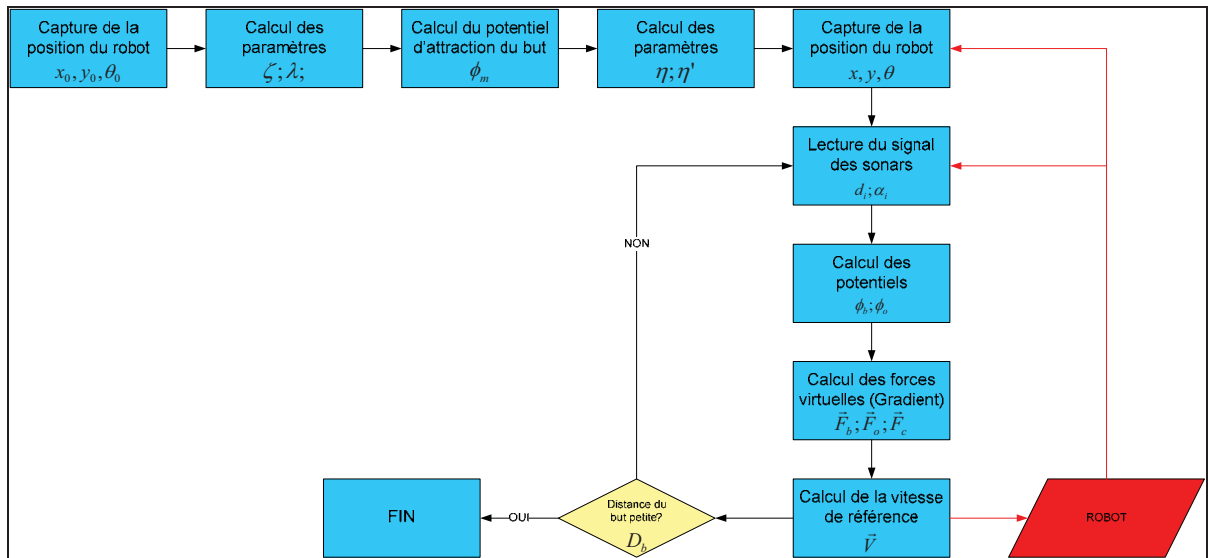 Capture de la
position du robot
x₀, y₀, θ₀
Calcul des
paramètres
ζ; λ;
Calcul du potentiel
d'attraction du but
ϕₘ
Calcul des
paramètres
η; η'
Capture de la
position du robot
x, y, θ
Lecture du signal
des sonars
dᵢ; αᵢ
NON
Calcul des
potentiels
ϕ_b; ϕ_o
Calcul des forces
virtuelles (Gradient)
F⃗_b; F⃗_o; F⃗_c
FIN
OUI
Distance du
but petite?
D_b
Calcul de la vitesse
de référence
V⃗
ROBOT